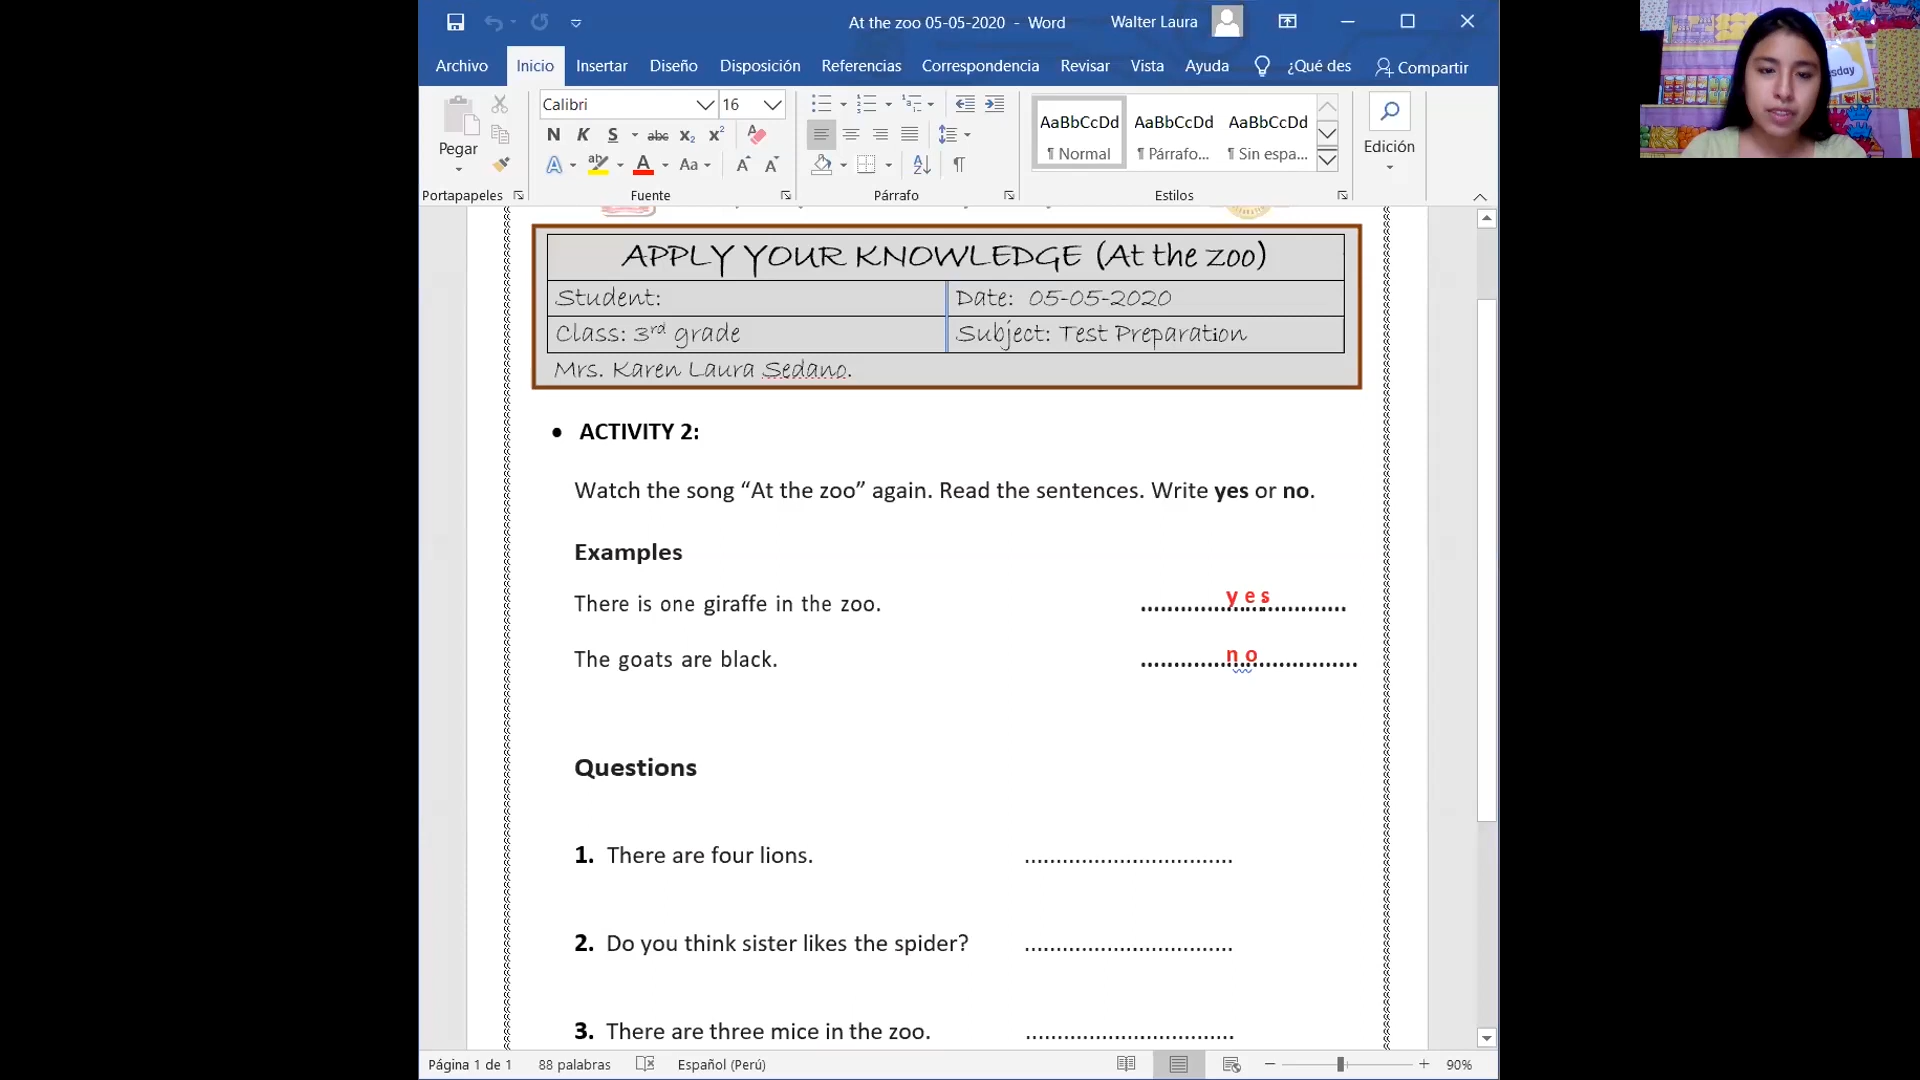 At the zoo 05-05-2020 - Word Walter Laura
Archivo Inicio Insertar Diseño Disposición Referencias Correspondencia Revisar Vista Ayuda ¿Qué des Compartir
sday
Calibri 16
AaBbCcDd AaBbCcDd AaBbCcDd
N K S abc x₂ x²
Pegar
¶ Normal ¶ Párrafo... ¶ Sin espa...
Edición
A ab A Aa A A
Portapapeles Fuente Párrafo Estilos
APPLY YOUR KNOWLEDGE (At the zoo)
Student: Date: 05-05-2020
Class: 3rd grade Subject: Test Preparation
Mrs. Karen Laura Sedano.
• ACTIVITY 2:
Watch the song “At the zoo” again. Read the sentences. Write yes or no.
Examples
There is one giraffe in the zoo. ...............yes...............
The goats are black. ...............no...............
Questions
1. There are four lions. .................................
2. Do you think sister likes the spider? .................................
3. There are three mice in the zoo. .................................
Página 1 de 1 88 palabras Español (Perú) 90%